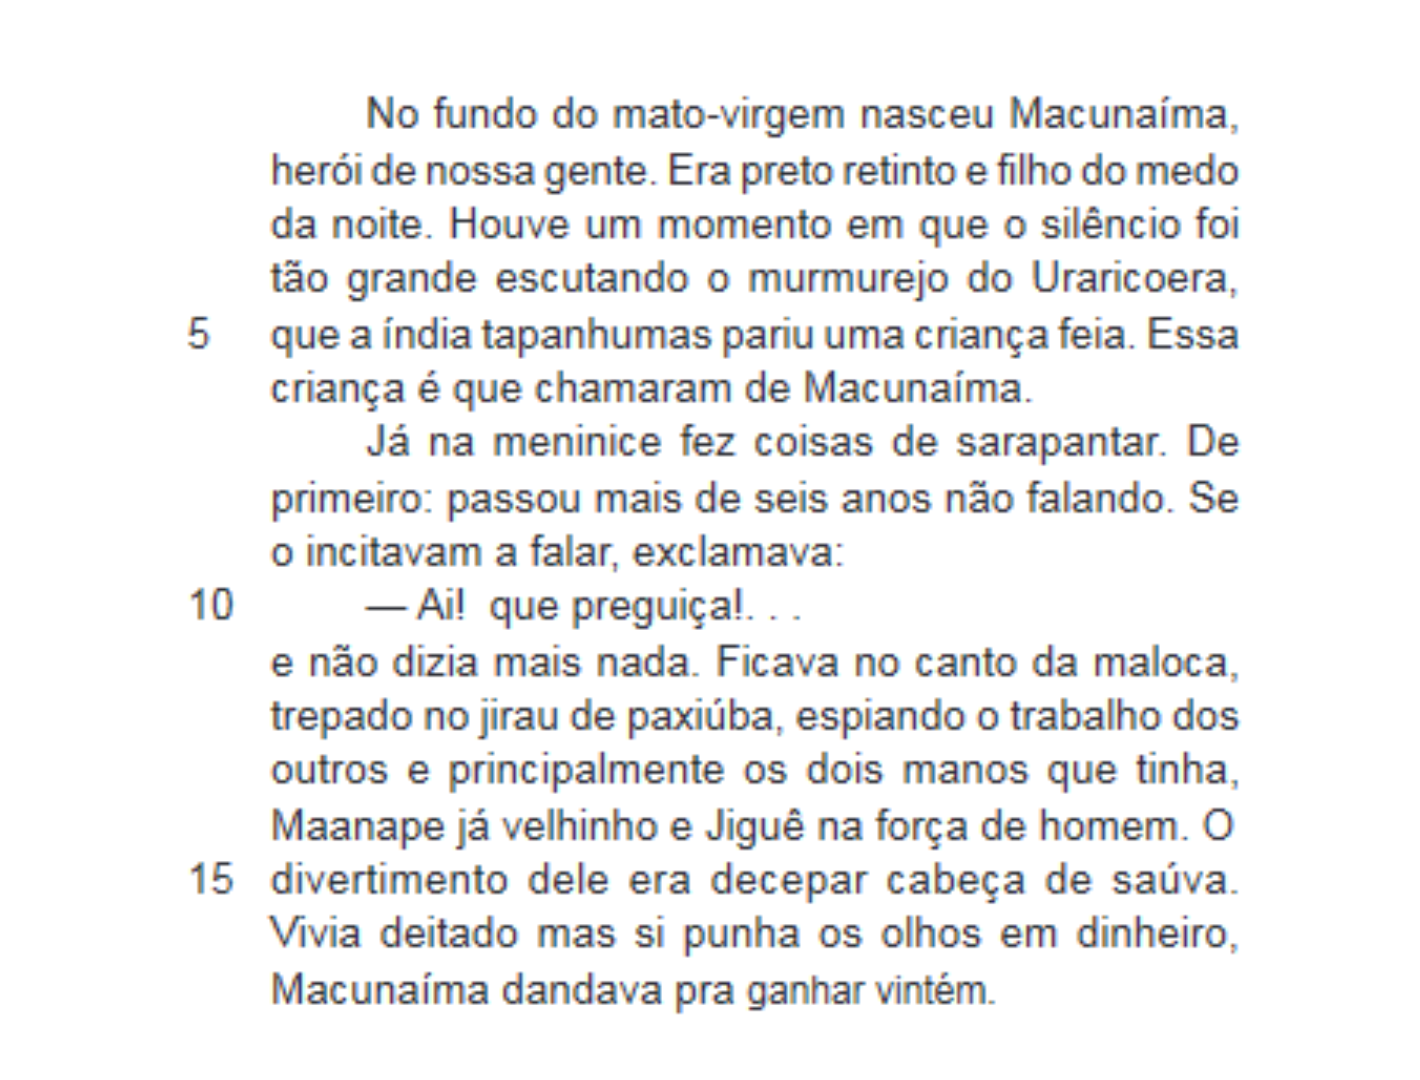 No fundo do mato-virgem nasceu Macunaíma,
herói de nossa gente. Era preto retinto e filho do medo
da noite. Houve um momento em que o silêncio foi
tão grande escutando o murmurejo do Uraricoera,
5 que a índia tapanhumas pariu uma criança feia. Essa
criança é que chamaram de Macunaíma.
Já na meninice fez coisas de sarapantar. De
primeiro: passou mais de seis anos não falando. Se
o incitavam a falar, exclamava:
10 — Ai! que preguiça!. . .
e não dizia mais nada. Ficava no canto da maloca,
trepado no jirau de paxiúba, espiando o trabalho dos
outros e principalmente os dois manos que tinha,
Maanape já velhinho e Jiguê na força de homem. O
15 divertimento dele era decepar cabeça de saúva.
Vivia deitado mas si punha os olhos em dinheiro,
Macunaíma dandava pra ganhar vintém.